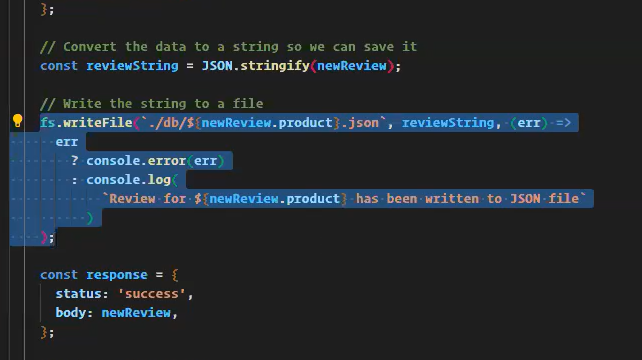 };
// Convert the data to a string so we can save it
const reviewString = JSON.stringify(newReview);
// Write the string to a file
fs.writeFile(`./db/${newReview.product}.json`, reviewString, (err) =>
err
? console.error(err)
: console.log(
`Review for ${newReview.product} has been written to JSON file`
)
);
const response = {
status: 'success',
body: newReview,
};